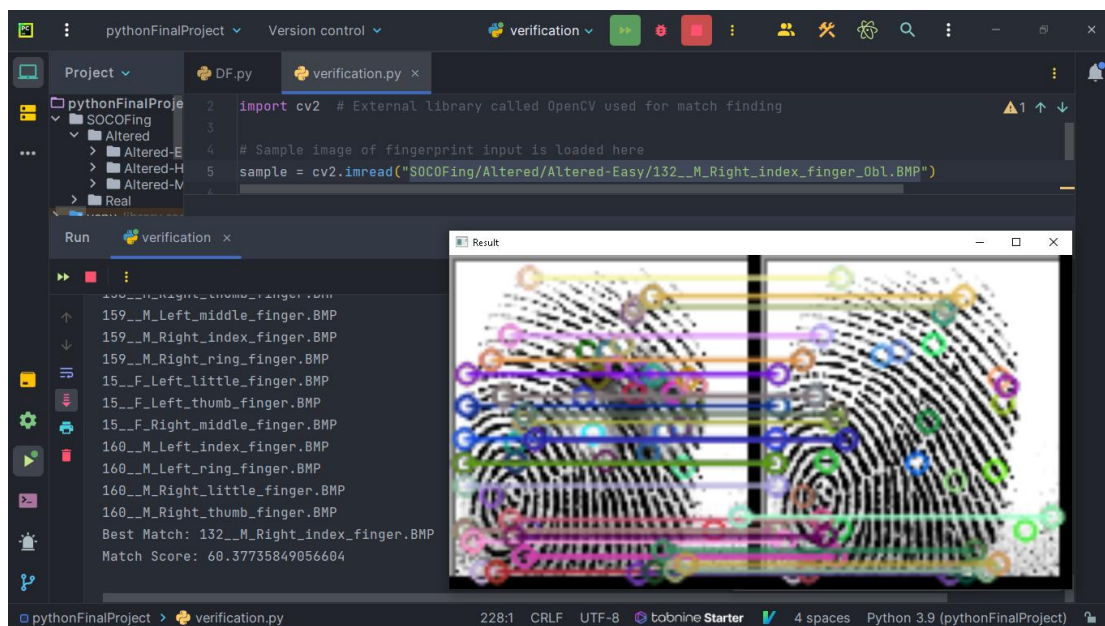 PC pythonFinalProject Version control verification
Project DF.py verification.py
pythonFinalProje
SOCOFing
Altered
Altered-E
Altered-H
Altered-M
Real
2 import cv2 # External library called OpenCV used for match finding
3
4 # Sample image of fingerprint input is loaded here
5 sample = cv2.imread("SOCOFing/Altered/Altered-Easy/132__M_Right_index_finger_Obl.BMP")
1
Run verification
159__M_Left_middle_finger.BMP
159__M_Right_index_finger.BMP
159__M_Right_ring_finger.BMP
15__F_Left_little_finger.BMP
15__F_Left_thumb_finger.BMP
15__F_Right_middle_finger.BMP
160__M_Left_index_finger.BMP
160__M_Left_ring_finger.BMP
160__M_Right_little_finger.BMP
160__M_Right_thumb_finger.BMP
Best Match: 132__M_Right_index_finger.BMP
Match Score: 60.37735849056604
Result
pythonFinalProject > verification.py 228:1 CRLF UTF-8 tabnine Starter 4 spaces Python 3.9 (pythonFinalProject)